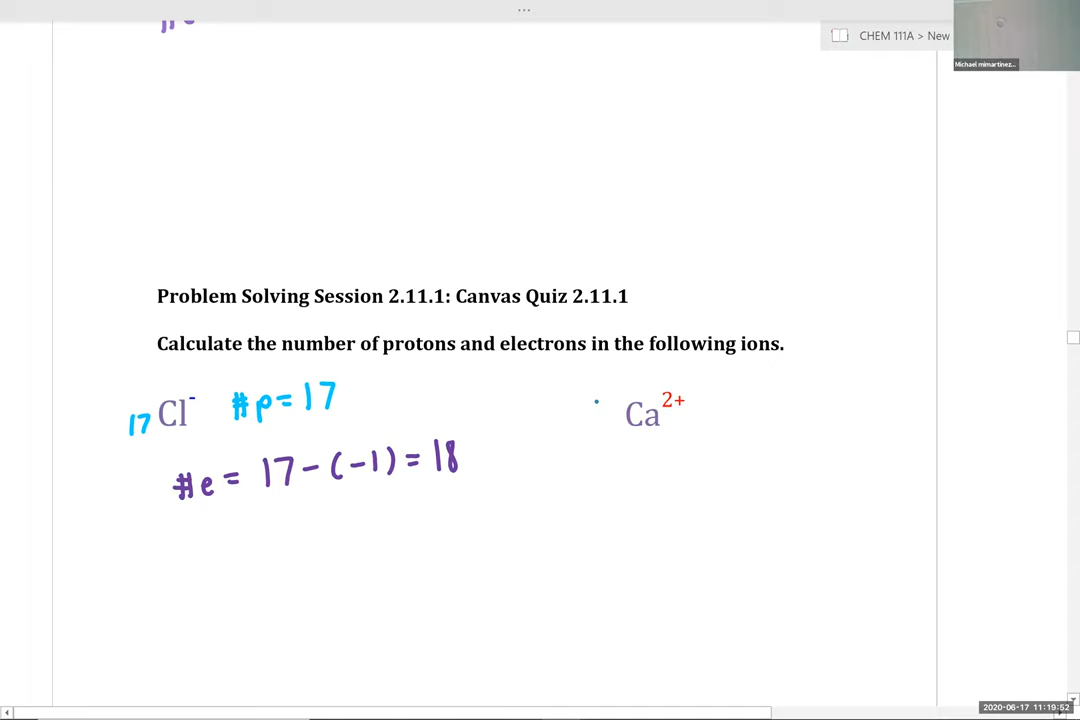 CHEM 111A > New
Michael mimartinez...
Problem Solving Session 2.11.1: Canvas Quiz 2.11.1
Calculate the number of protons and electrons in the following ions.
17 Cl⁻ #p = 17
Ca²⁺
#e = 17 - (-1) = 18
2020-06-17 11:19:52